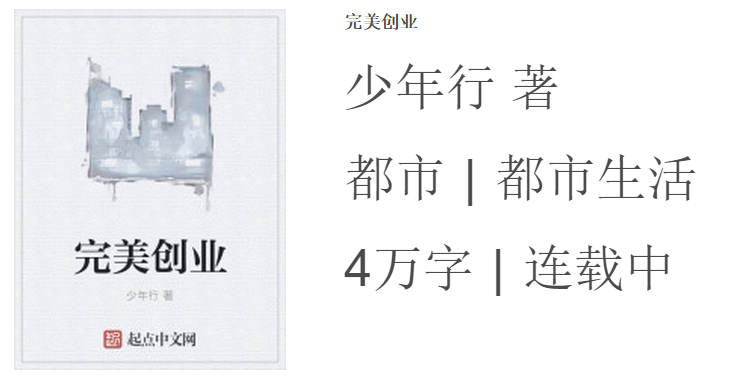 完美创业
少年行 著
起点中文网
完美创业
少年行 著
都市 | 都市生活
4万字 | 连载中